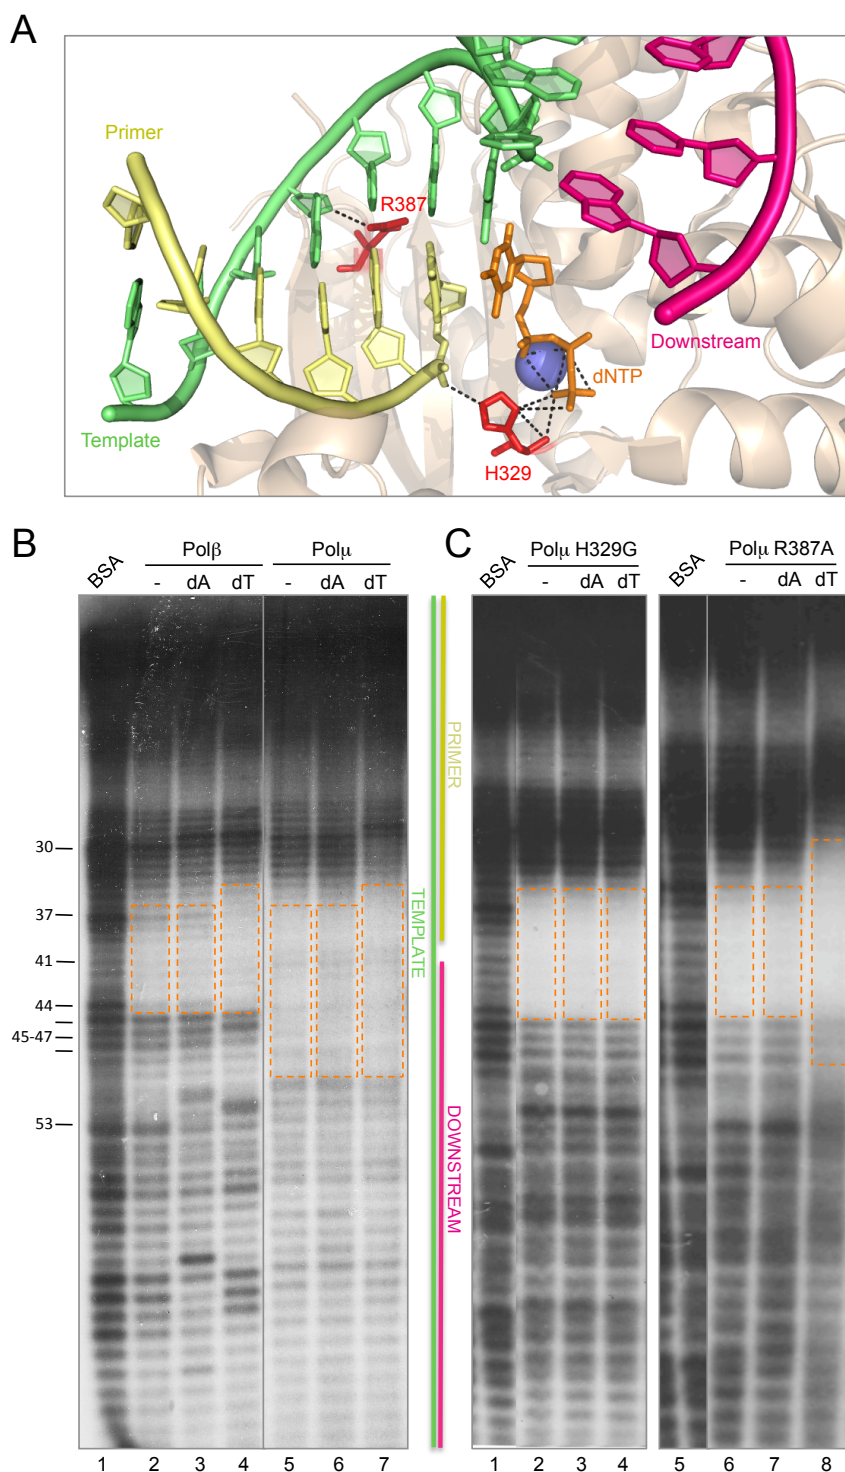 A
Primer
R387
Downstream
dNTP
Template
H329
B
BSA
Polβ
Polμ
- dA dT - dA dT
C
BSA
Polμ H329G
- dA dT
BSA
Polμ R387A
- dA dT
30
37
41
44
45-47
53
PRIMER
TEMPLATE
DOWNSTREAM
1 2 3 4 5 6 7
1 2 3 4 5 6 7 8